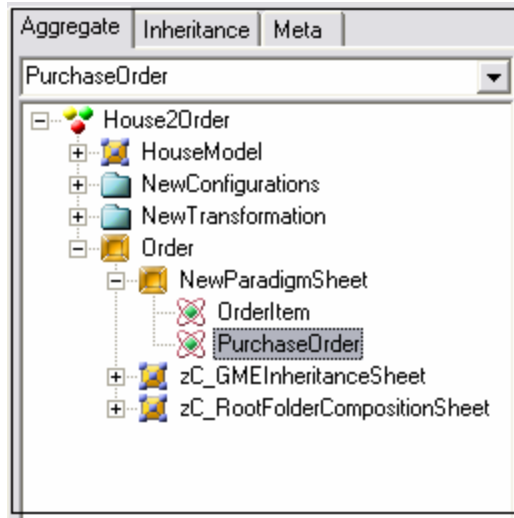 Aggregate Inheritance Meta
PurchaseOrder
House2Order
HouseModel
NewConfigurations
NewTransformation
Order
NewParadigmSheet
OrderItem
PurchaseOrder
zC_GMEInheritanceSheet
zC_RootFolderCompositionSheet